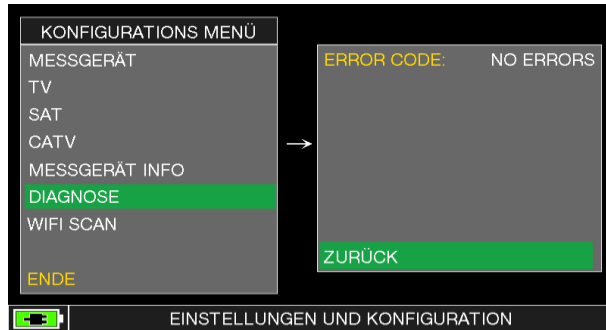 KONFIGURATIONS MENÜ
MESSGERÄT
TV
SAT
CATV
MESSGERÄT INFO
DIAGNOSE
WIFI SCAN
ENDE
→
ERROR CODE: NO ERRORS
ZURÜCK
EINSTELLUNGEN UND KONFIGURATION